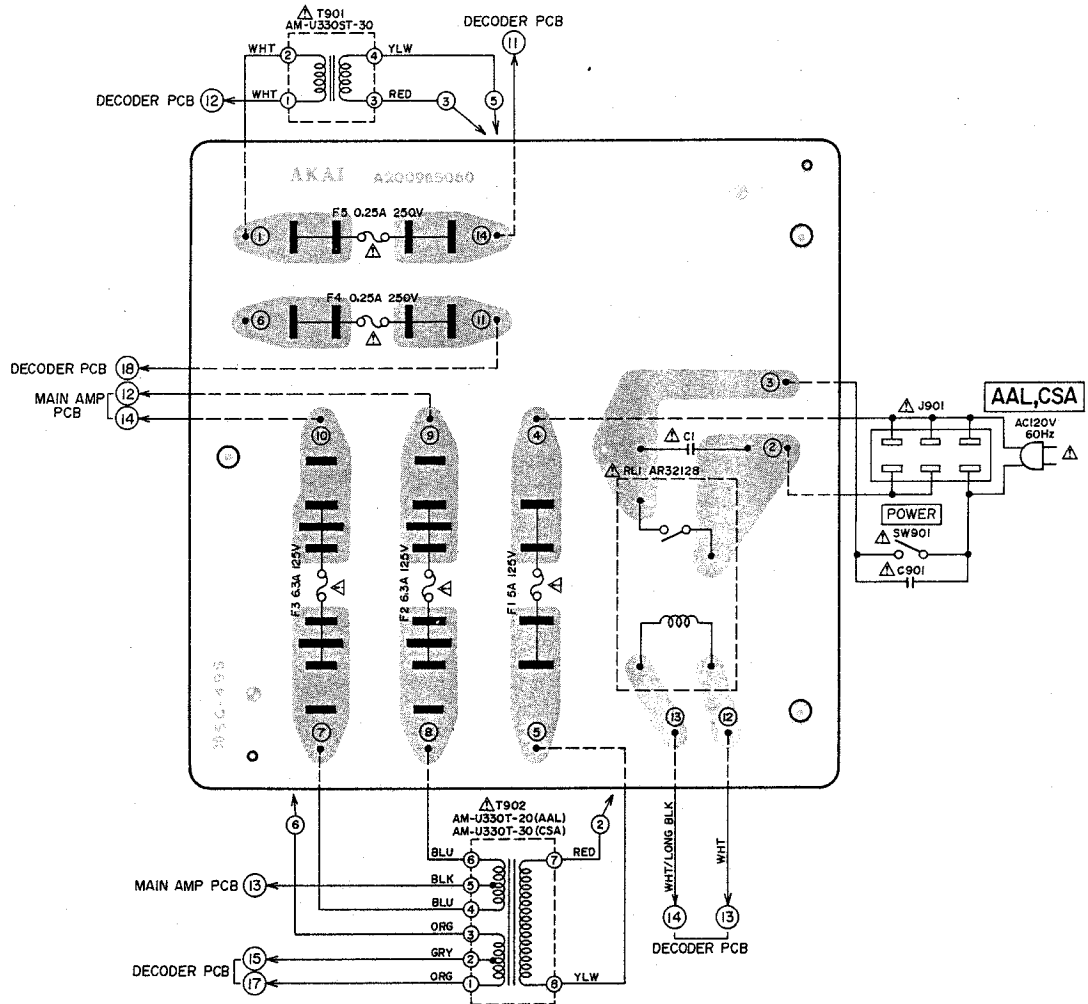 ⚠ T901
AM-U330ST-30
DECODER PCB
11
WHT 2 4 YLW
DECODER PCB 12 WHT 1 3 RED 3 5
AKAI A200965060
F5 0.25A 250V
1 14
F4 0.25A 250V
6 11
DECODER PCB 18
MAIN AMP PCB
12
14
3
AAL,CSA
AC120V
60Hz
⚠ J901
10 9 4
⚠ C1
2
⚠ RL1 AR32128
POWER
⚠ SW901
⚠ C901
F3 6.3A 125V
F2 6.3A 125V
F1 5A 125V
13 12
7 8 5
6
⚠ T902
AM-U330T-20(AAL)
AM-U330T-30(CSA)
2
BLU 6 7 RED
MAIN AMP PCB 13 BLK 5
BLU 4
ORG 3
DECODER PCB
15 GRY 2
17 ORG 1 8 YLW
WHT/LONG BLK
WHT
14 13
DECODER PCB